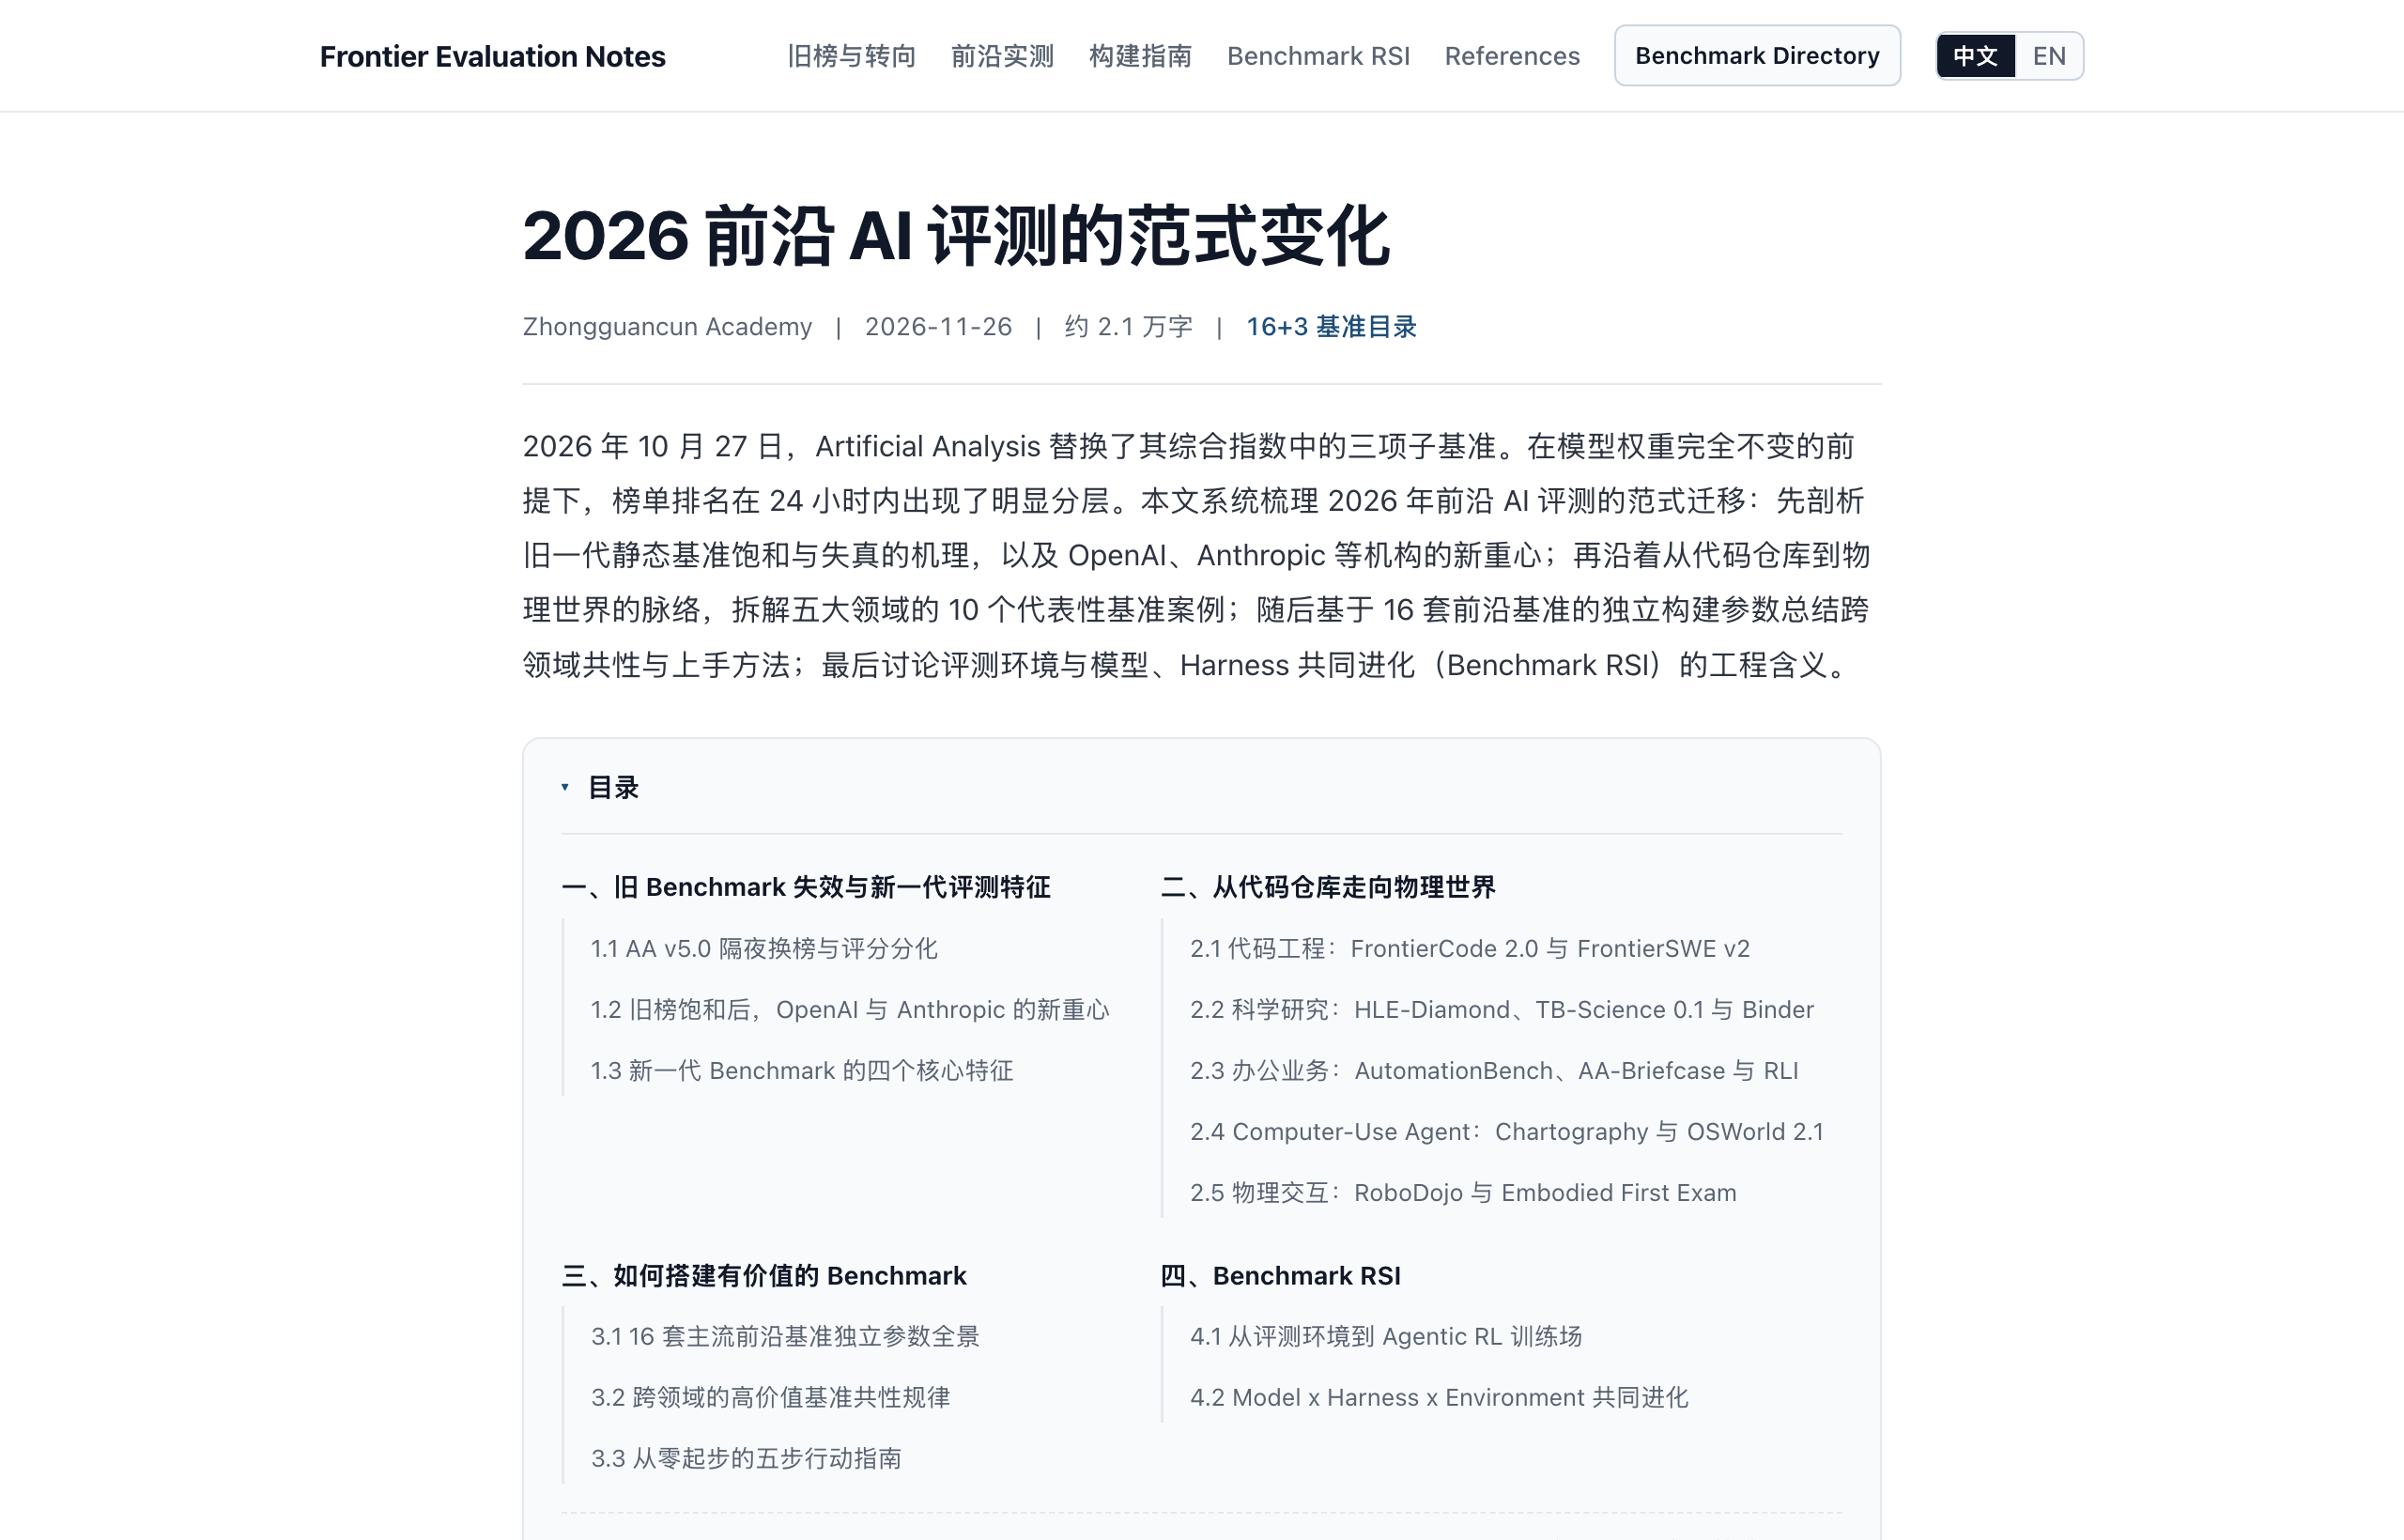 Frontier Evaluation Notes
旧榜与转向 前沿实测 构建指南 Benchmark RSI References Benchmark Directory 中文 EN
2026 前沿 AI 评测的范式变化
Zhongguancun Academy | 2026-11-26 | 约 2.1 万字 | 16+3 基准目录
2026 年 10 月 27 日，Artificial Analysis 替换了其综合指数中的三项子基准。在模型权重完全不变的前
提下，榜单排名在 24 小时内出现了明显分层。本文系统梳理 2026 年前沿 AI 评测的范式迁移：先剖析
旧一代静态基准饱和与失真的机理，以及 OpenAI、Anthropic 等机构的新重心；再沿着从代码仓库到物
理世界的脉络，拆解五大领域的 10 个代表性基准案例；随后基于 16 套前沿基准的独立构建参数总结跨
领域共性与上手方法；最后讨论评测环境与模型、Harness 共同进化（Benchmark RSI）的工程含义。
▾ 目录
一、旧 Benchmark 失效与新一代评测特征
1.1 AA v5.0 隔夜换榜与评分分化
1.2 旧榜饱和后，OpenAI 与 Anthropic 的新重心
1.3 新一代 Benchmark 的四个核心特征
二、从代码仓库走向物理世界
2.1 代码工程：FrontierCode 2.0 与 FrontierSWE v2
2.2 科学研究：HLE-Diamond、TB-Science 0.1 与 Binder
2.3 办公业务：AutomationBench、AA-Briefcase 与 RLI
2.4 Computer-Use Agent：Chartography 与 OSWorld 2.1
2.5 物理交互：RoboDojo 与 Embodied First Exam
三、如何搭建有价值的 Benchmark
3.1 16 套主流前沿基准独立参数全景
3.2 跨领域的高价值基准共性规律
3.3 从零起步的五步行动指南
四、Benchmark RSI
4.1 从评测环境到 Agentic RL 训练场
4.2 Model x Harness x Environment 共同进化